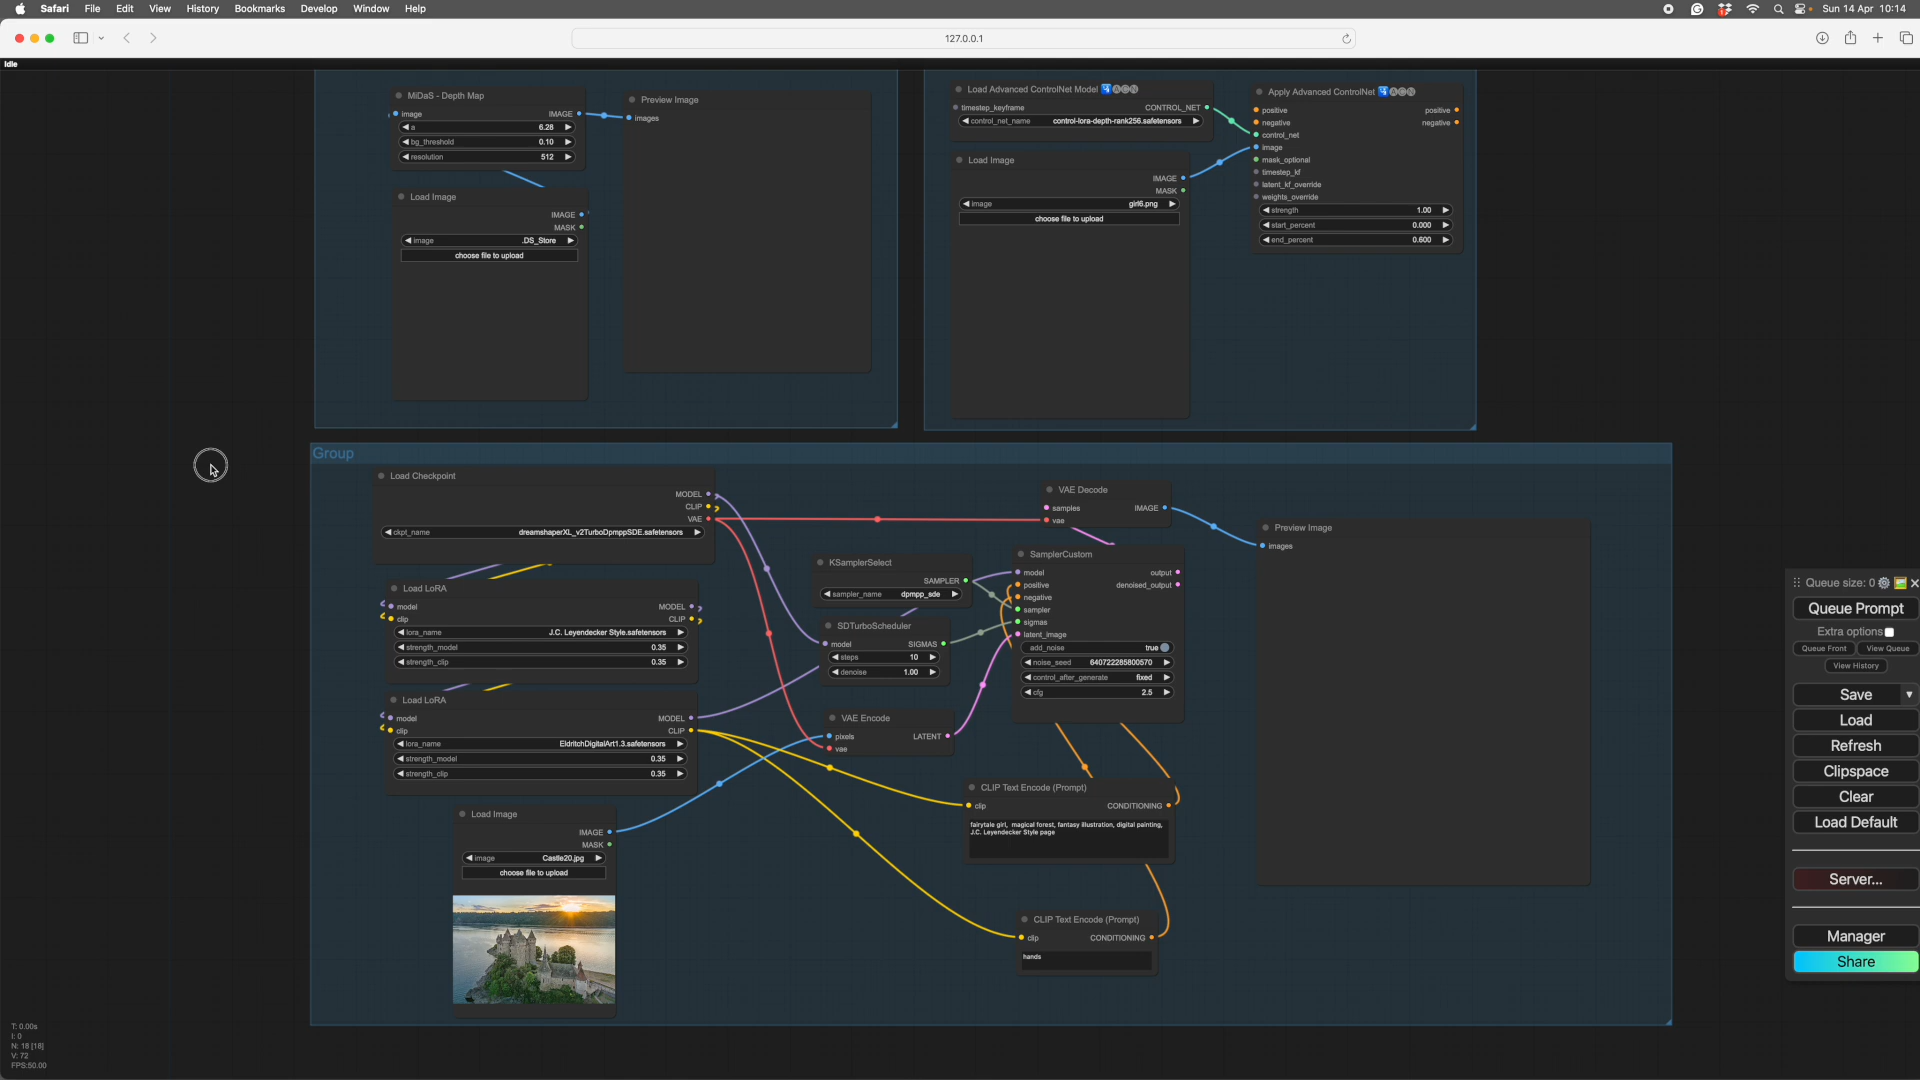 Safari File Edit View History Bookmarks Develop Window Help
Sun 14 Apr 10:14
127.0.0.1
Idle
MiDaS - Depth Map
image IMAGE
a 6.28
bg_threshold 0.10
resolution 512
Preview Image
images
Load Image
IMAGE
MASK
image .DS_Store
choose file to upload
Load Advanced ControlNet Model
timestep_keyframe CONTROL_NET
control_net_name control-lora-depth-rank256.safetensors
Load Image
IMAGE
MASK
image girl6.png
choose file to upload
Apply Advanced ControlNet
positive positive
negative negative
control_net
image
mask_optional
timestep_kf
latent_kf_override
weights_override
strength 1.00
start_percent 0.000
end_percent 0.600
Group
Load Checkpoint
MODEL
CLIP
VAE
ckpt_name dreamshaperXL_v2TurboDpmppSDE.safetensors
Load LoRA
model MODEL
clip CLIP
lora_name J.C. Leyendecker Style.safetensors
strength_model 0.35
strength_clip 0.35
Load LoRA
model MODEL
clip CLIP
lora_name EldritchDigitalArt1.3.safetensors
strength_model 0.35
strength_clip 0.35
Load Image
IMAGE
MASK
image Castle20.jpg
choose file to upload
KSamplerSelect
SAMPLER
sampler_name dpmpp_sde
SDTurboScheduler
model SIGMAS
steps 10
denoise 1.00
VAE Encode
pixels LATENT
vae
VAE Decode
samples IMAGE
vae
SamplerCustom
model output
positive denoised_output
negative
sampler
sigmas
latent_image
add_noise true
noise_seed 640722285800570
control_after_generate fixed
cfg 2.5
CLIP Text Encode (Prompt)
clip CONDITIONING
fairytale girl, magical forest, fantasy illustration, digital painting,
J.C. Leyendecker Style page
CLIP Text Encode (Prompt)
clip CONDITIONING
hands
Preview Image
images
Queue size: 0
Queue Prompt
Extra options
Queue Front View Queue
View History
Save
Load
Refresh
Clipspace
Clear
Load Default
Server...
Manager
Share
T: 0.00s
I: 0
N: 18 [18]
V: 72
FPS:50.00